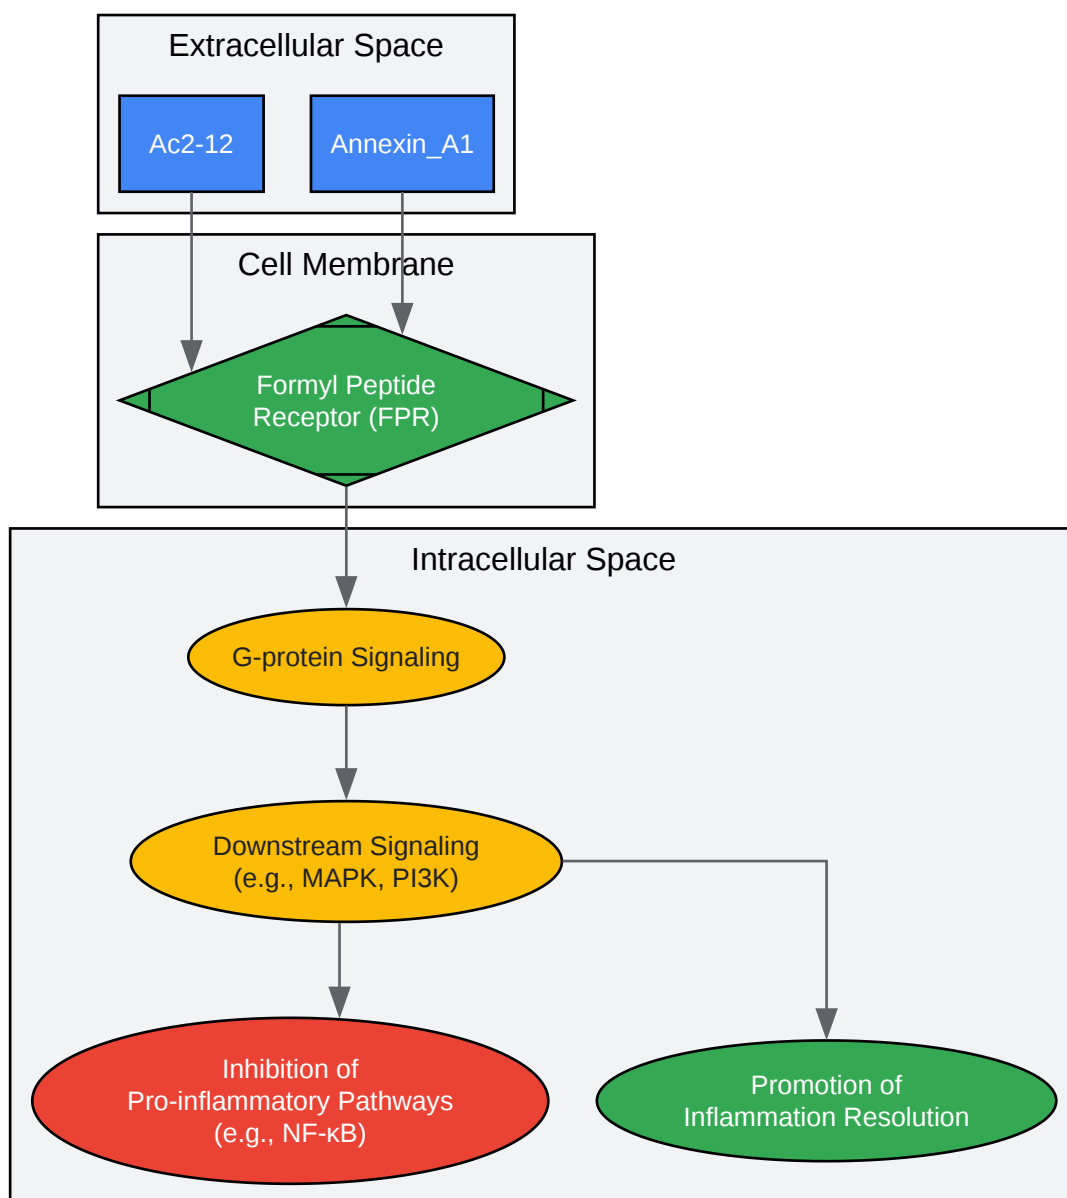 Extracellular Space
Ac2-12
Annexin_A1
Cell Membrane
Formyl Peptide
Receptor (FPR)
Intracellular Space
G-protein Signaling
Downstream Signaling
(e.g., MAPK, PI3K)
Inhibition of
Pro-inflammatory Pathways
(e.g., NF-κB)
Promotion of
Inflammation Resolution